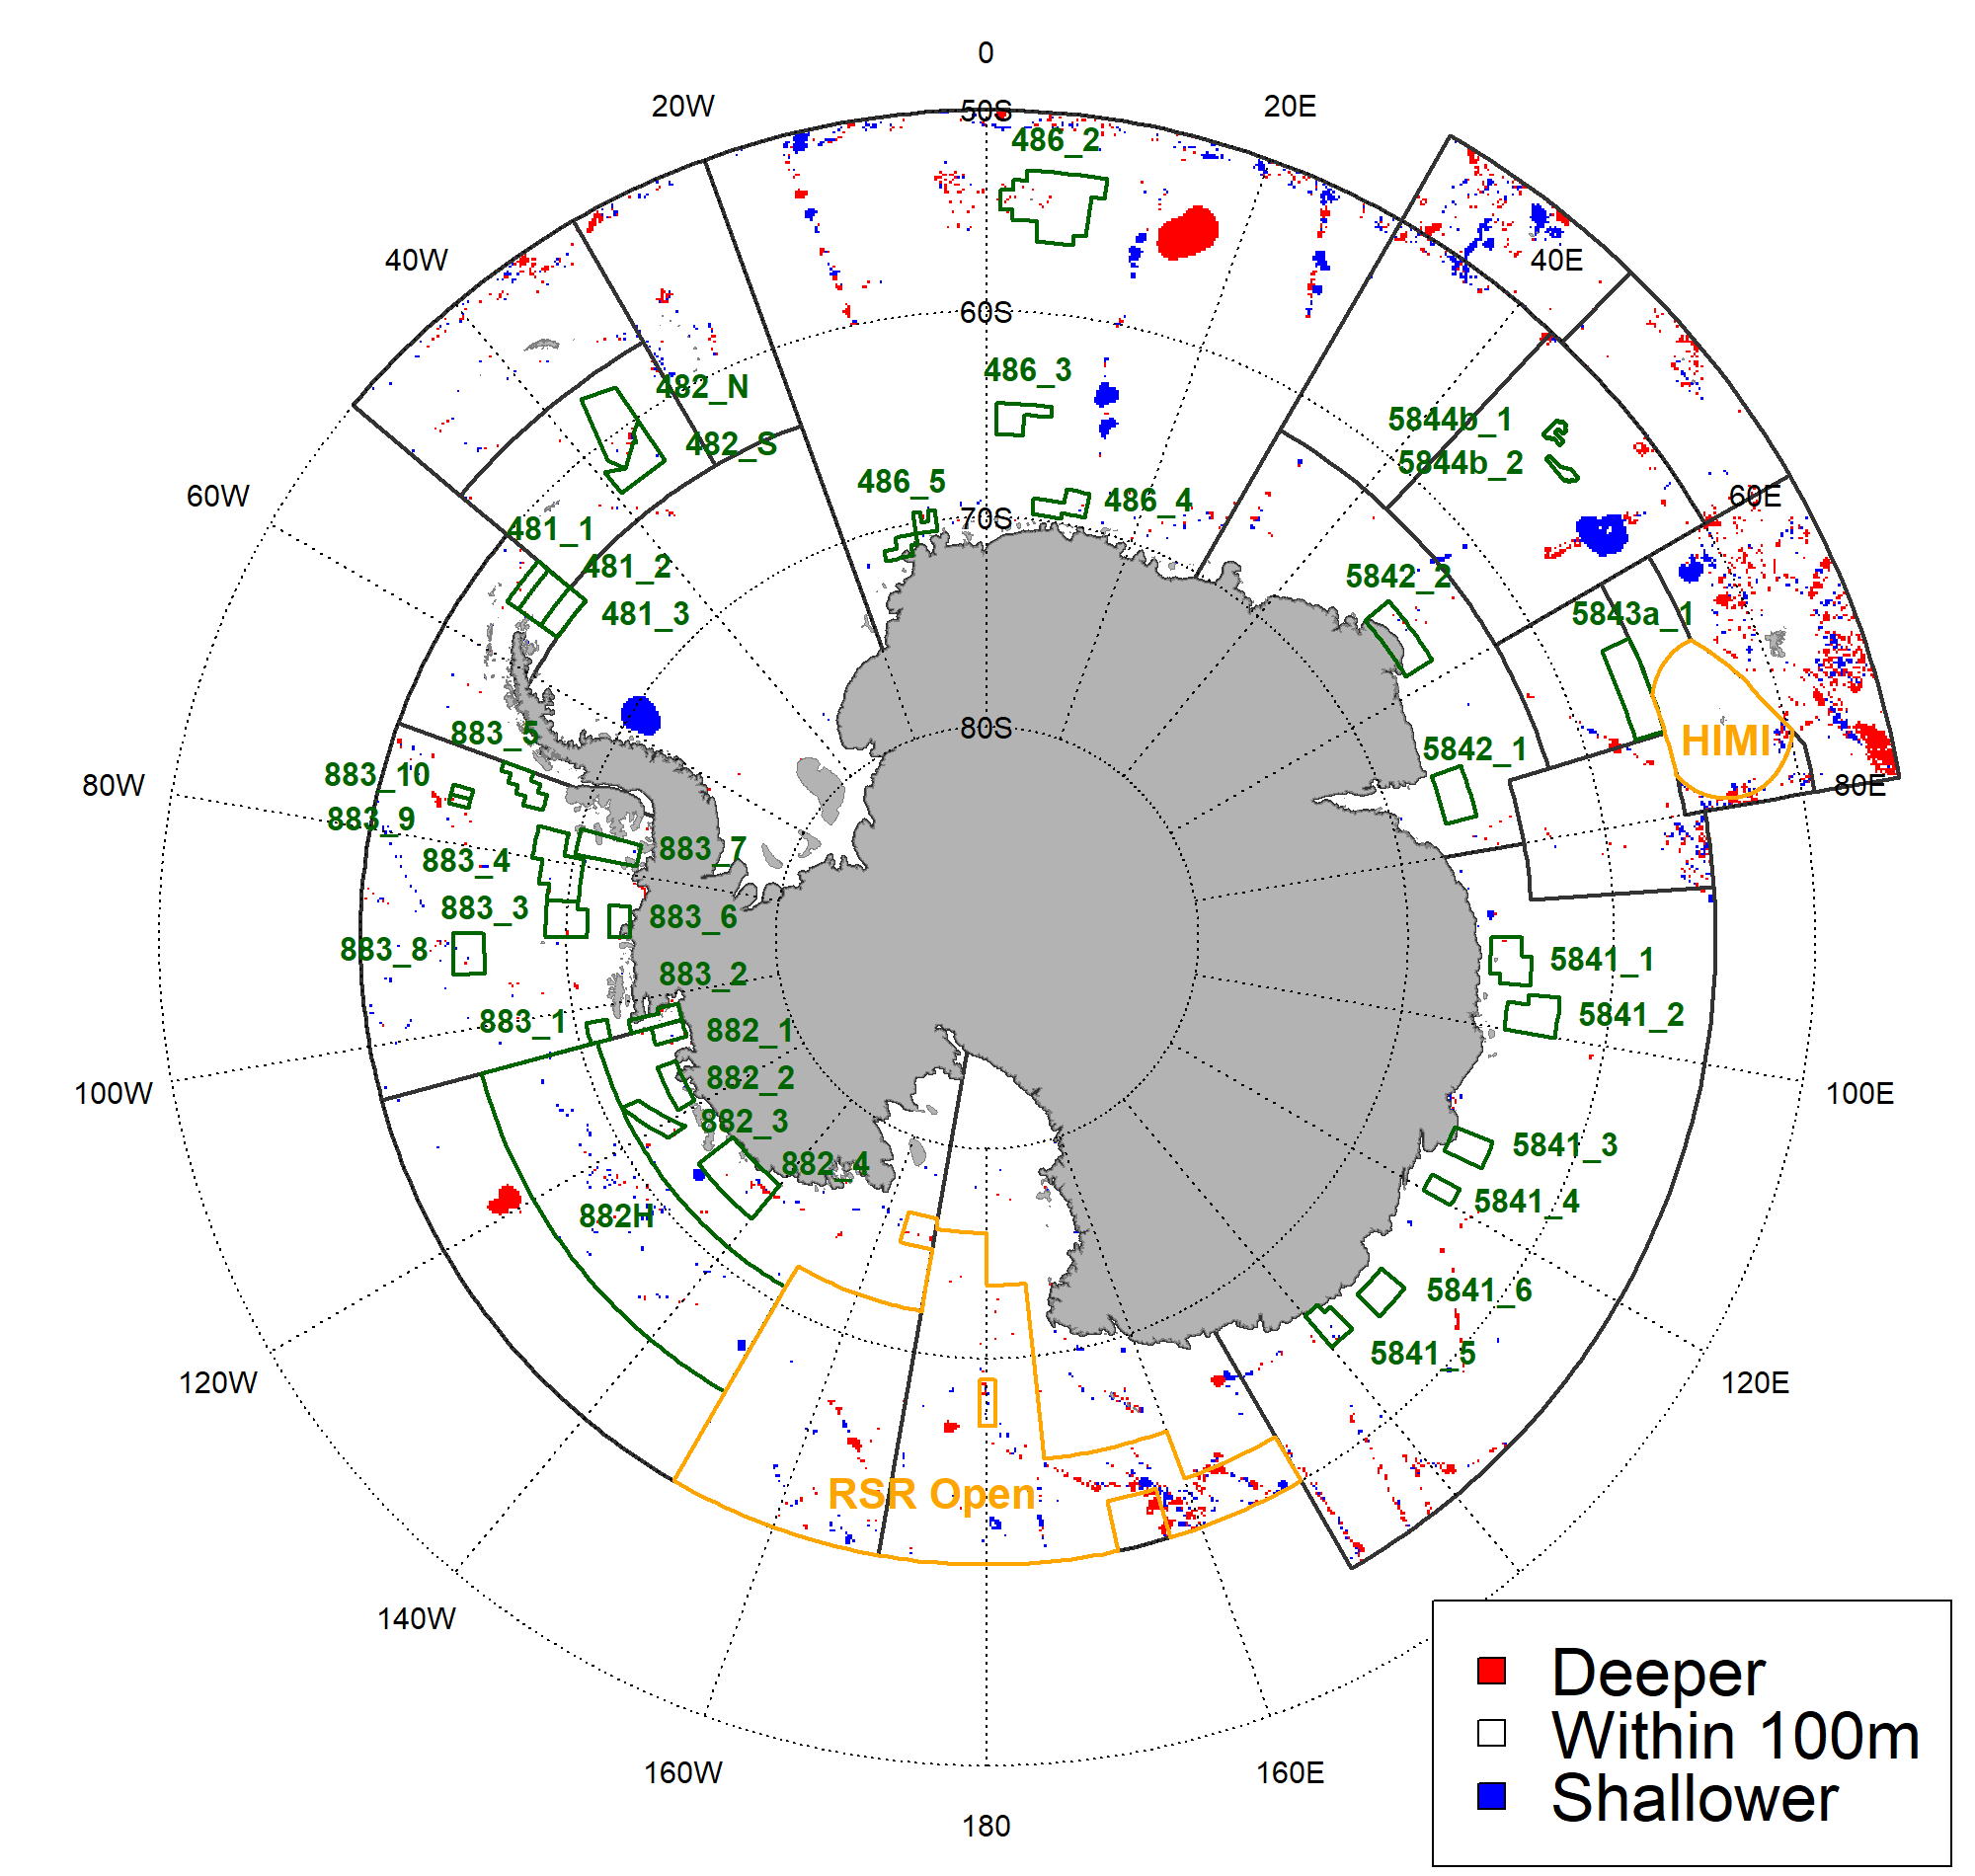 0
20W
50S
20E
486_2
40W
40E
60S
486_3
482_N
482_S
5844b_1
5844b_2
486_5
486_4
60W
60E
70S
481_1
481_2
481_3
5842_2
5843a_1
883_5
80S
HIMI
5842_1
883_10
80W
80E
883_9
883_4
883_7
883_3
883_6
883_8
5841_1
883_2
5841_2
883_1
882_1
882_2
100W
100E
882_3
5841_3
882_4
5841_4
882H
5841_6
5841_5
120W
120E
RSR Open
140W
160W
160E
180
Deeper
Within 100m
Shallower